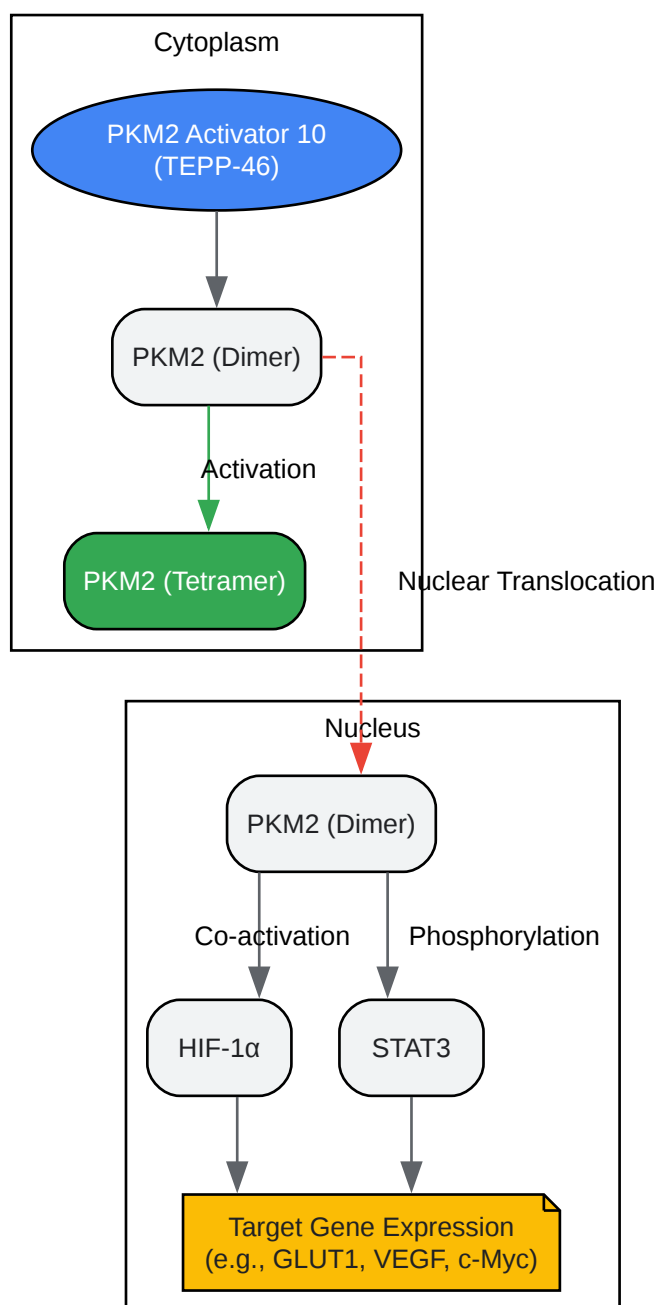 Cytoplasm
PKM2 Activator 10
(TEPP-46)
PKM2 (Dimer)
Activation
PKM2 (Tetramer)
Nuclear Translocation
Nucleus
PKM2 (Dimer)
Co-activation
Phosphorylation
HIF-1α
STAT3
Target Gene Expression
(e.g., GLUT1, VEGF, c-Myc)